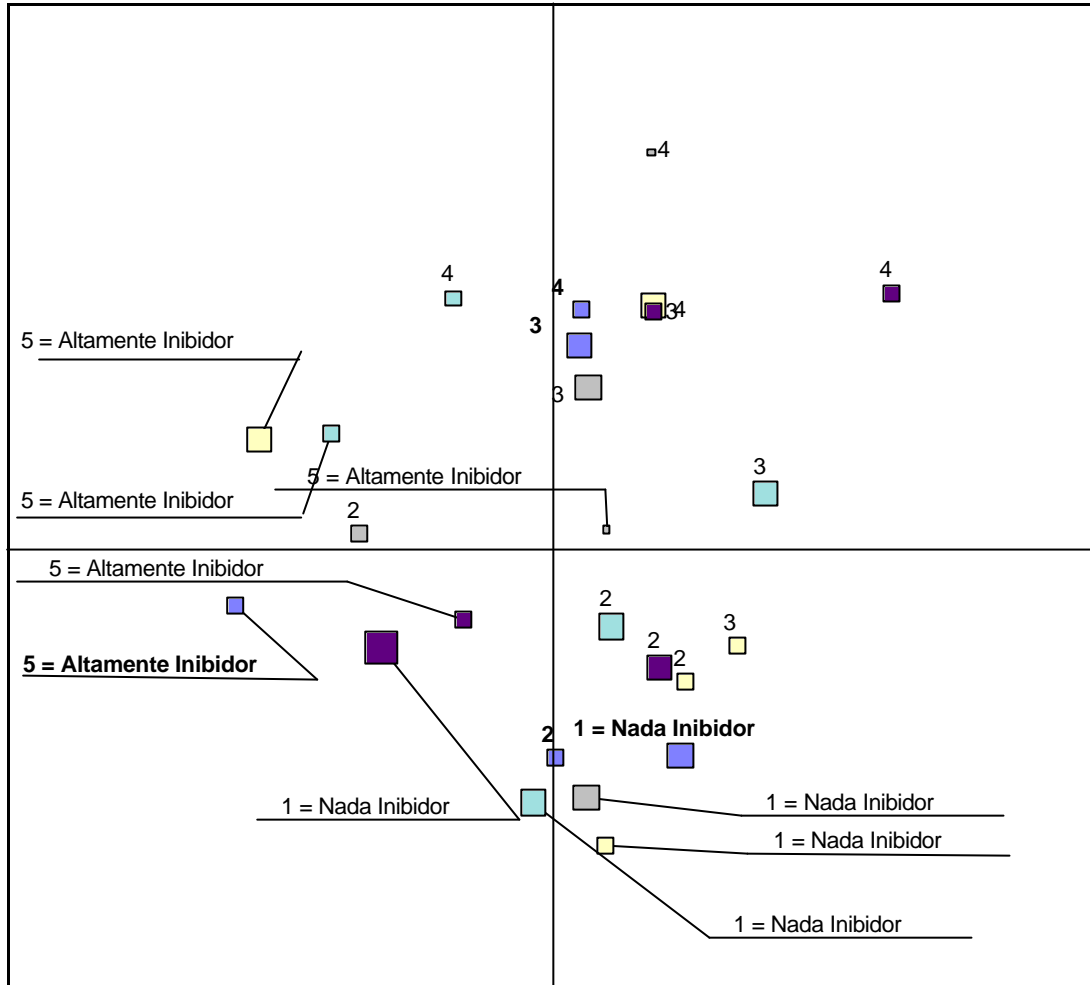 4
4
4
4
3
4
3
5 = Altamente Inibidor
3
3
5 = Altamente Inibidor
5 = Altamente Inibidor
2
5 = Altamente Inibidor
2
3
2
2
5 = Altamente Inibidor
2
1 = Nada Inibidor
1 = Nada Inibidor
1 = Nada Inibidor
1 = Nada Inibidor
1 = Nada Inibidor